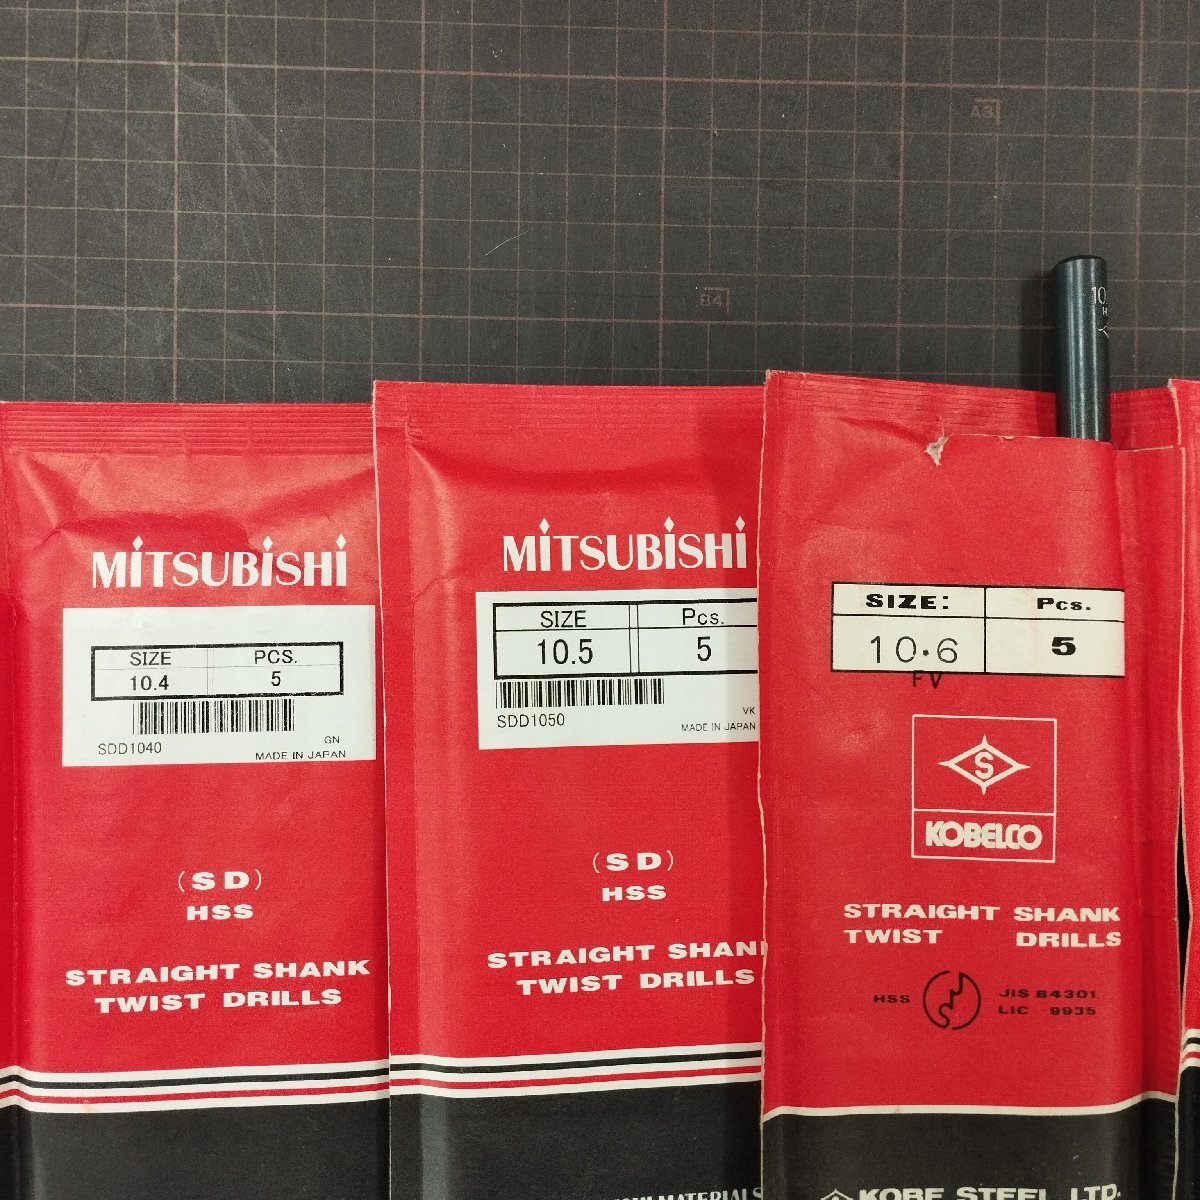 A3
B4
MITSUBISHI
SIZE PCS.
10.4 5
SDD1040
GN
MADE IN JAPAN
(SD)
HSS
STRAIGHT SHANK
TWIST DRILLS
MITSUBISHI
SIZE Pcs.
10.5 5
SDD1050
VK
MADE IN JAPAN
(SD)
HSS
STRAIGHT SHANK
TWIST DRILLS
MATERIALS
10
SIZE: Pcs.
10.6 5
FV
S
KOBELCO
STRAIGHT SHANK
TWIST DRILLS
HSS
JIS B4301
LIC 9935
KOBE STEEL, LTD.